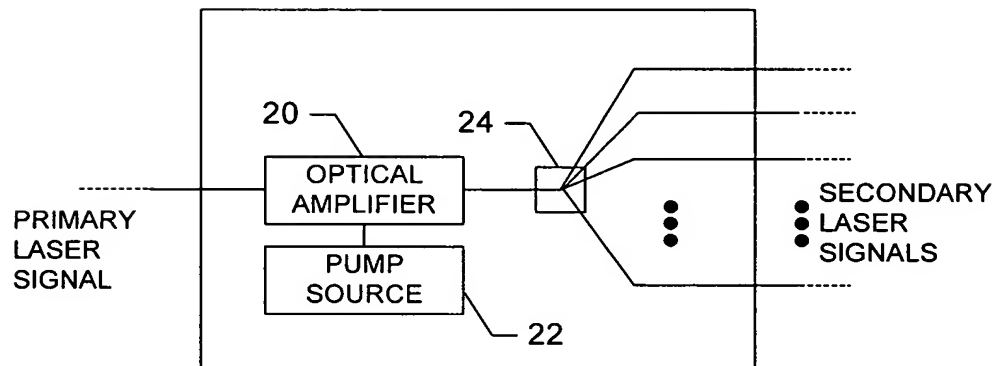 20
24
OPTICAL
AMPLIFIER
PRIMARY
LASER
SIGNAL
PUMP
SOURCE
22
SECONDARY
LASER
SIGNALS